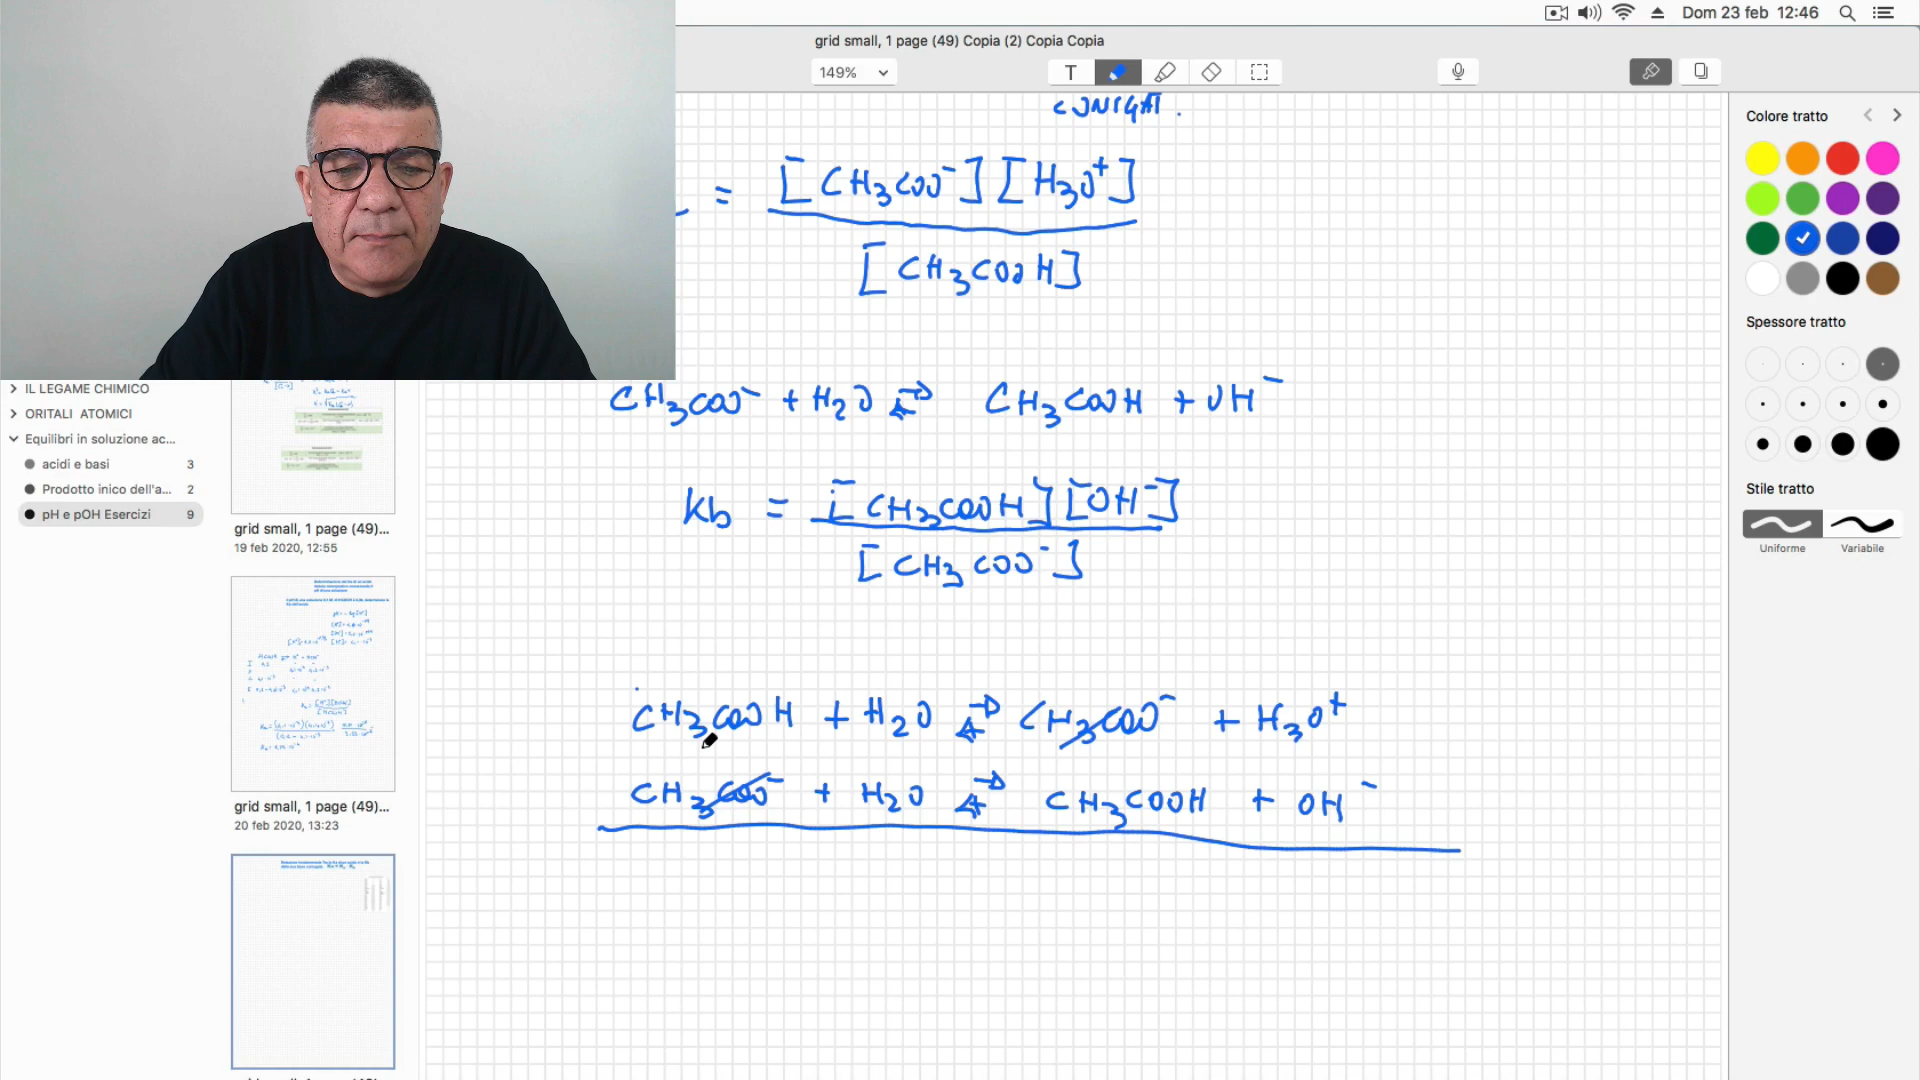 Dom 23 feb 12:46
grid small, 1 page (49) Copia (2) Copia Copia
149%
T
CONIGAT.
= [CH3COO-][H3O+]
[CH3COOH]
CH3COO- + H2O ⇄ CH3COOH + OH-
Kb = [CH3COOH][OH-]
[CH3COO-]
CH3COOH + H2O ⇄ CH3COO- + H3O+
CH3COO- + H2O ⇄ CH3COOH + OH-
IL LEGAME CHIMICO
ORITALI ATOMICI
Equilibri in soluzione ac...
acidi e basi 3
Prodotto inico dell'a... 2
pH e pOH Esercizi 9
grid small, 1 page (49)...
19 feb 2020, 12:55
grid small, 1 page (49)...
20 feb 2020, 13:23
Colore tratto
Spessore tratto
Stile tratto
Uniforme Variabile